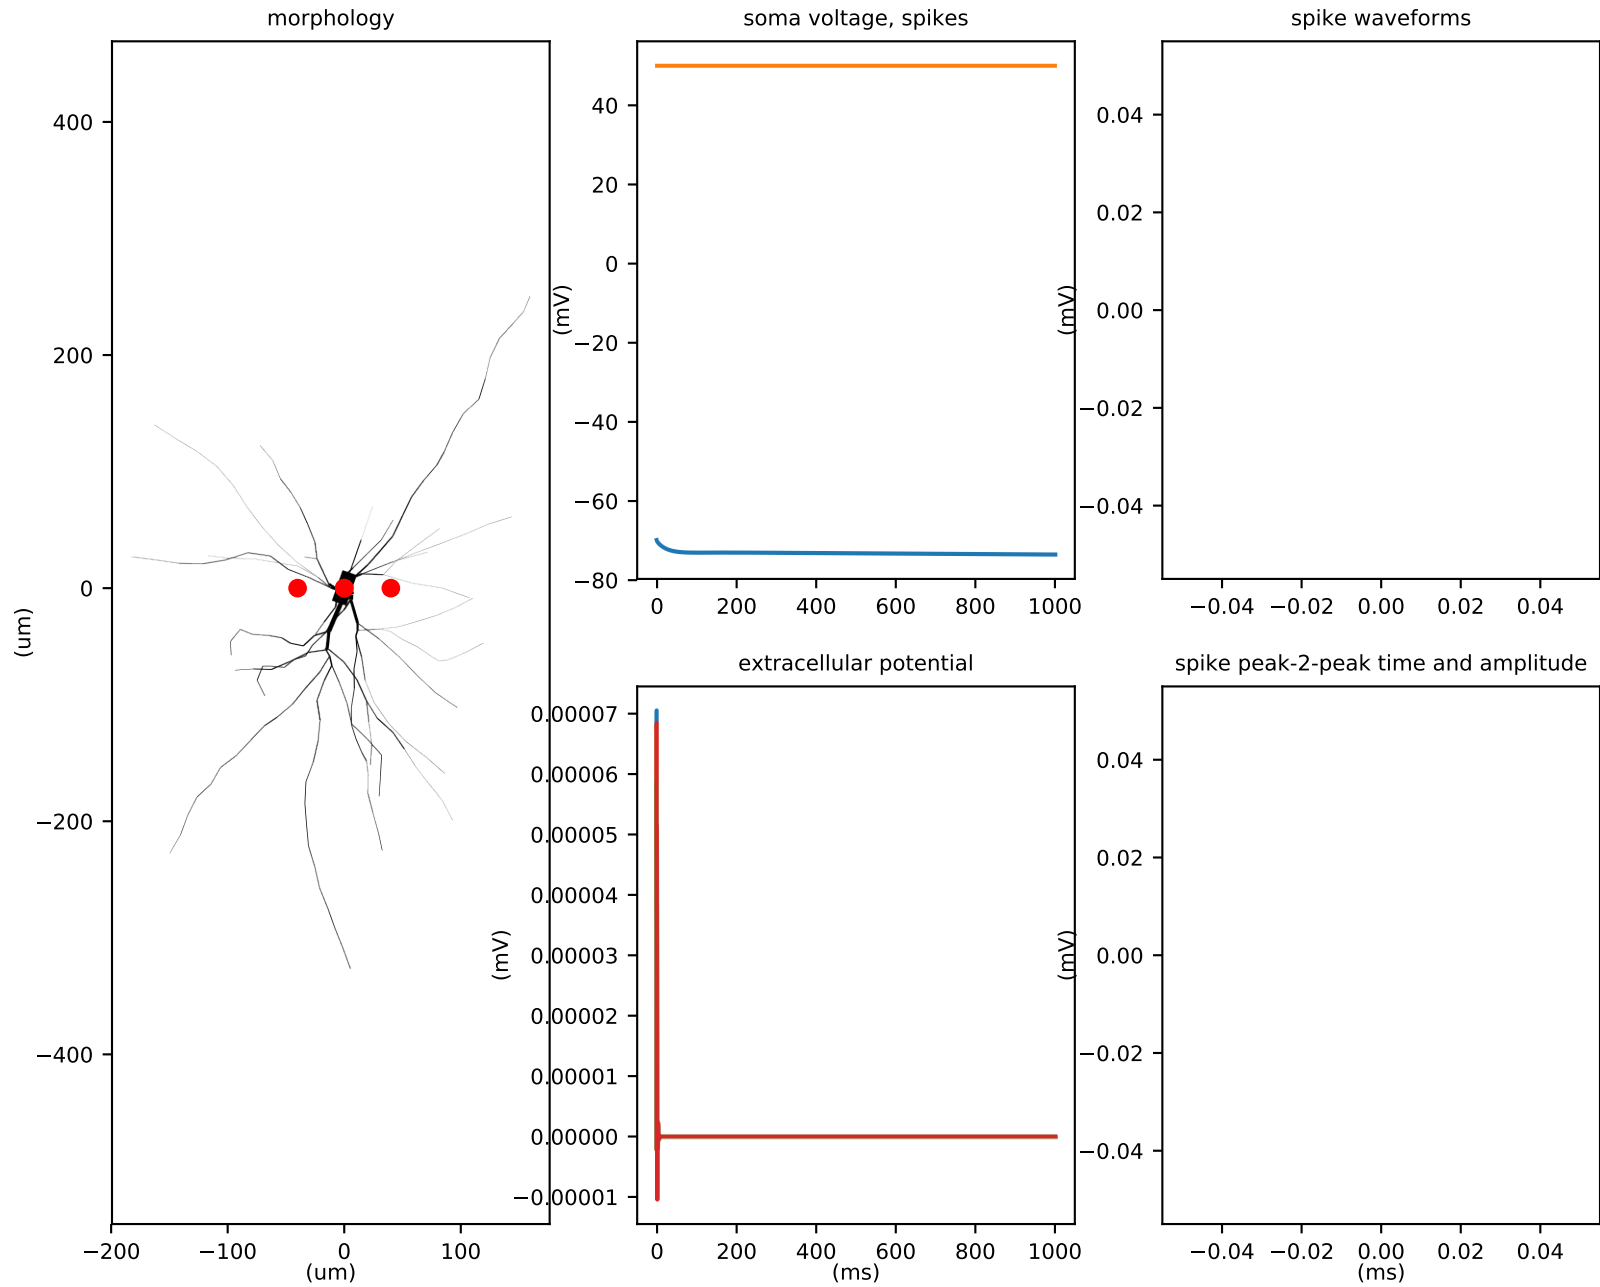 morphology
400
200
0
−200
−400
(um)
−200 −100 0 100
(um)
soma voltage, spikes
40
20
0
−20
−40
−60
−80
(mV)
0 200 400 600 800 1000
spike waveforms
0.04
0.02
0.00
−0.02
−0.04
(mV)
−0.04 −0.02 0.00 0.02 0.04
extracellular potential
0.00007
0.00006
0.00005
0.00004
0.00003
0.00002
0.00001
0.00000
−0.00001
(mV)
0 200 400 600 800 1000
(ms)
spike peak-2-peak time and amplitude
0.04
0.02
0.00
−0.02
−0.04
(mV)
−0.04 −0.02 0.00 0.02 0.04
(ms)